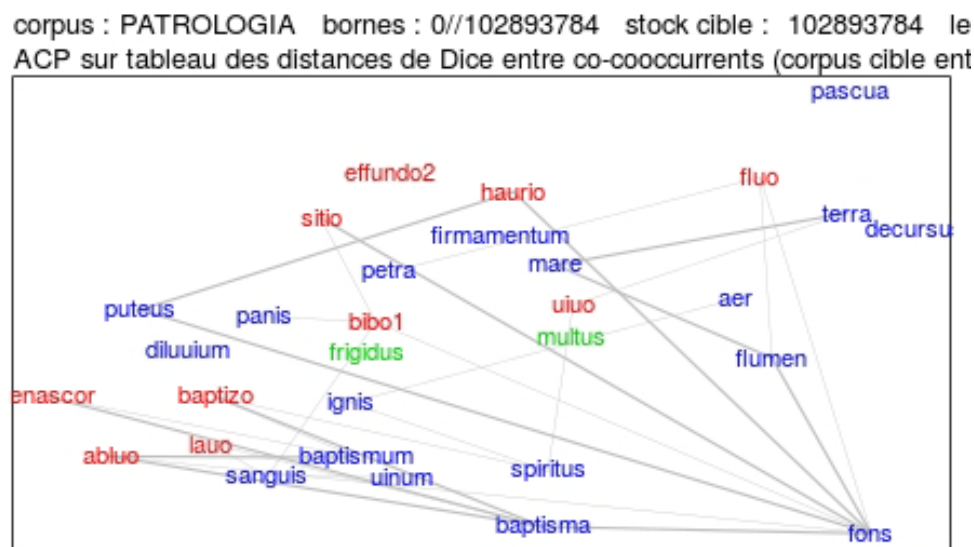 corpus : PATROLOGIA bornes : 0//102893784 stock cible : 102893784 le
ACP sur tableau des distances de Dice entre co-cooccurrents (corpus cible ent
pascua
effundo2
fluo
haurio
sitio
terra
decursu
firmamentum
mare
petra
aer
uiuo
puteus
panis
bibo1
multus
diluuium
frigidus
flumen
enascor
baptizo
ignis
lauo
abluo
baptismum
spiritus
sanguis
uinum
baptisma
fons